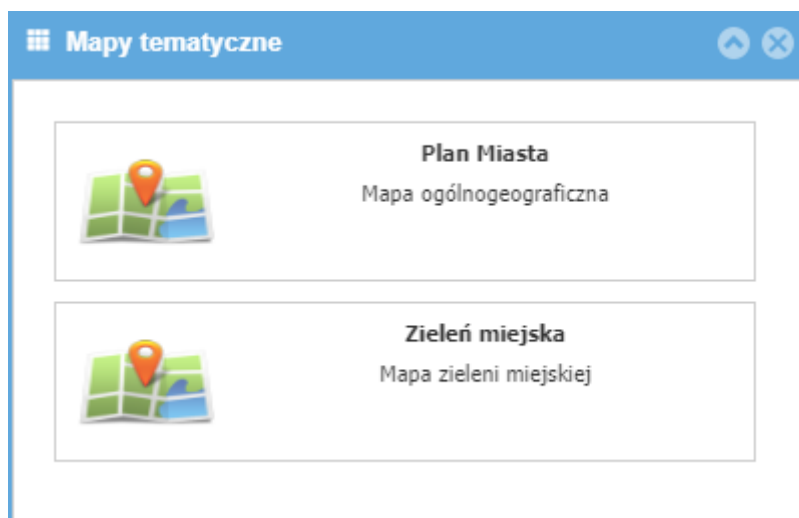 Mapy tematyczne
Plan Miasta
Mapa ogólnogeograficzna
Zieleń miejska
Mapa zieleni miejskiej